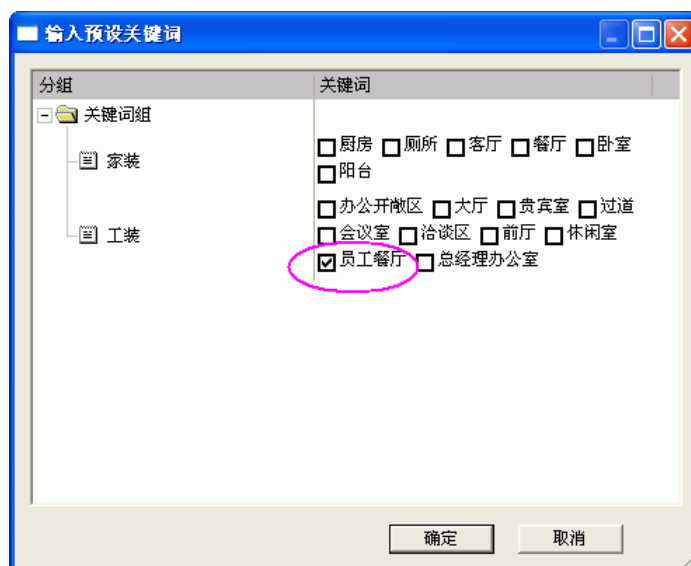 输入预设关键词
分组 关键词
关键词组
家装 厨房 厕所 客厅 餐厅 卧室
阳台
办公开敞区 大厅 贵宾室 过道
工装 会议室 洽谈区 前厅 休闲室
员工餐厅 总经理办公室
确定 取消